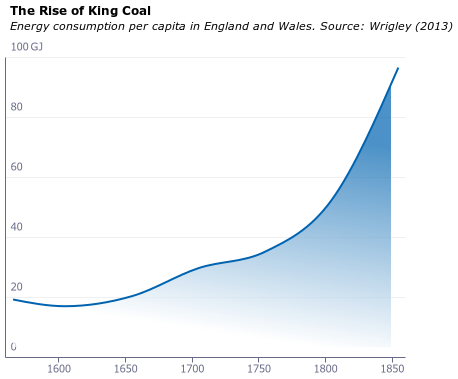 The Rise of King Coal
Energy consumption per capita in England and Wales. Source: Wrigley (2013)
100 GJ
80
60
40
20
0
1600 1650 1700 1750 1800 1850